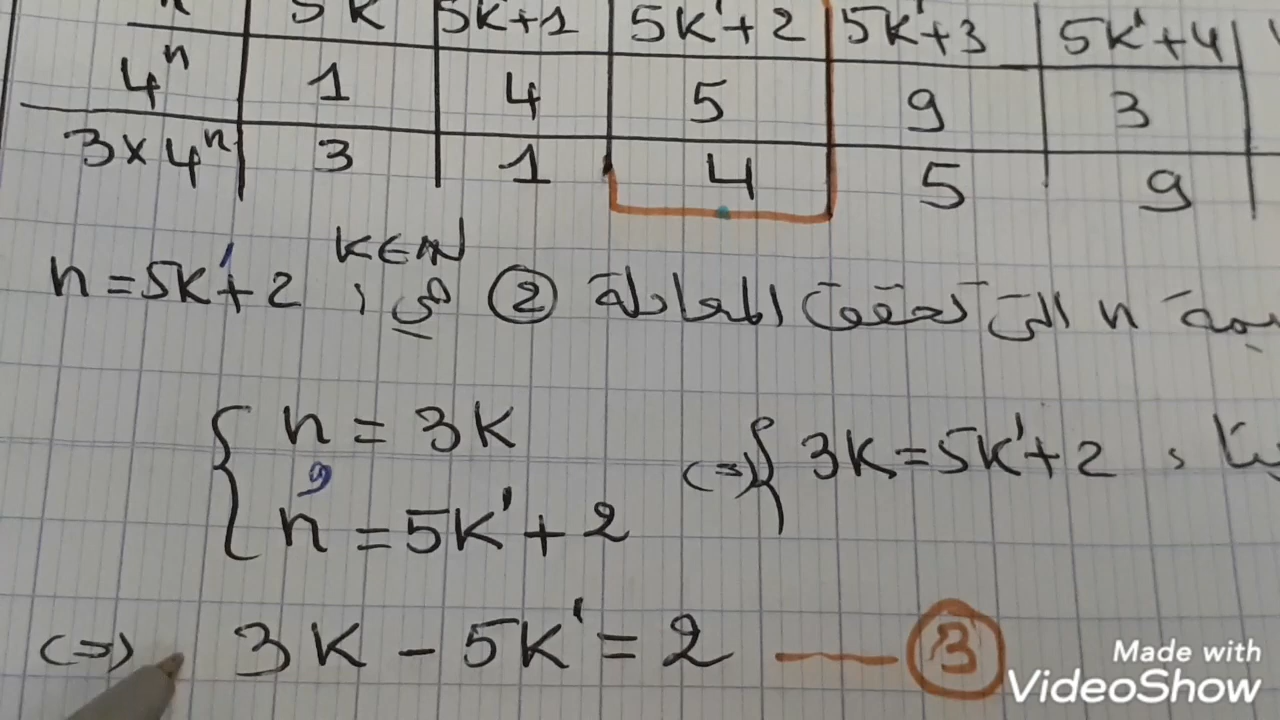 n 5k 5k'+1 5k'+2 5k'+3 5k'+4
4ⁿ 1 4 5 9 3
3×4ⁿ 3 1 4 5 9
n التي تحقق المعادلة ② هي ، n=5k'+2 k∈ℕ
{ n = 3k
و
n = 5k'+2
<=> { 3k=5k'+2 ،
<=> 3k - 5k' = 2 — ③
Made with
VideoShow